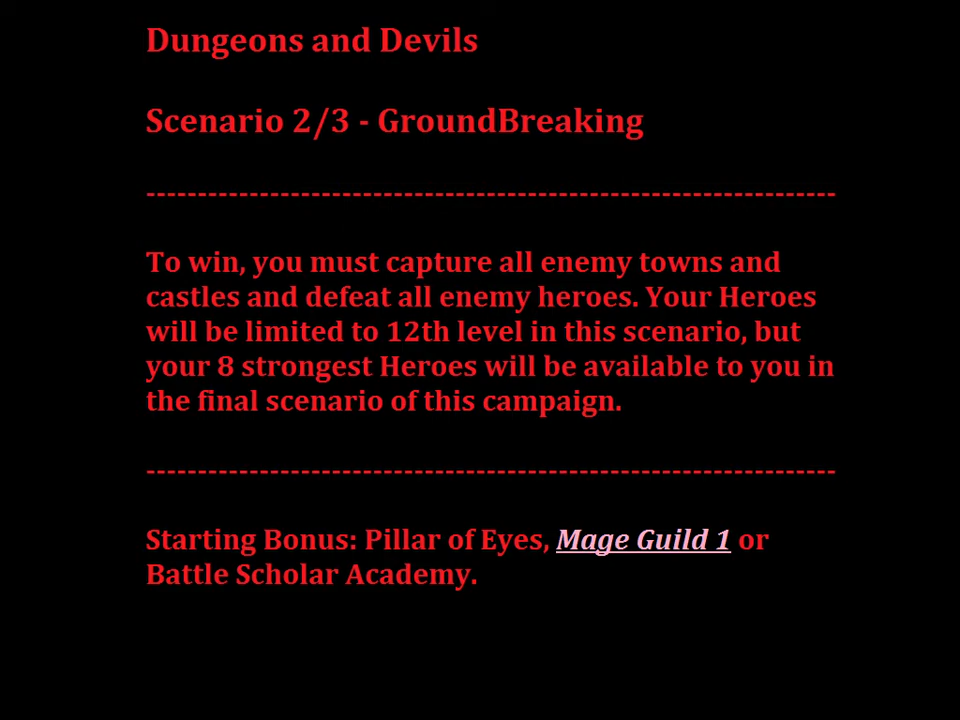 Dungeons and Devils
Scenario 2/3 - GroundBreaking
-------------------------------------------------------------------
To win, you must capture all enemy towns and
castles and defeat all enemy heroes. Your Heroes
will be limited to 12th level in this scenario, but
your 8 strongest Heroes will be available to you in
the final scenario of this campaign.
-------------------------------------------------------------------
Starting Bonus: Pillar of Eyes, Mage Guild 1 or
Battle Scholar Academy.